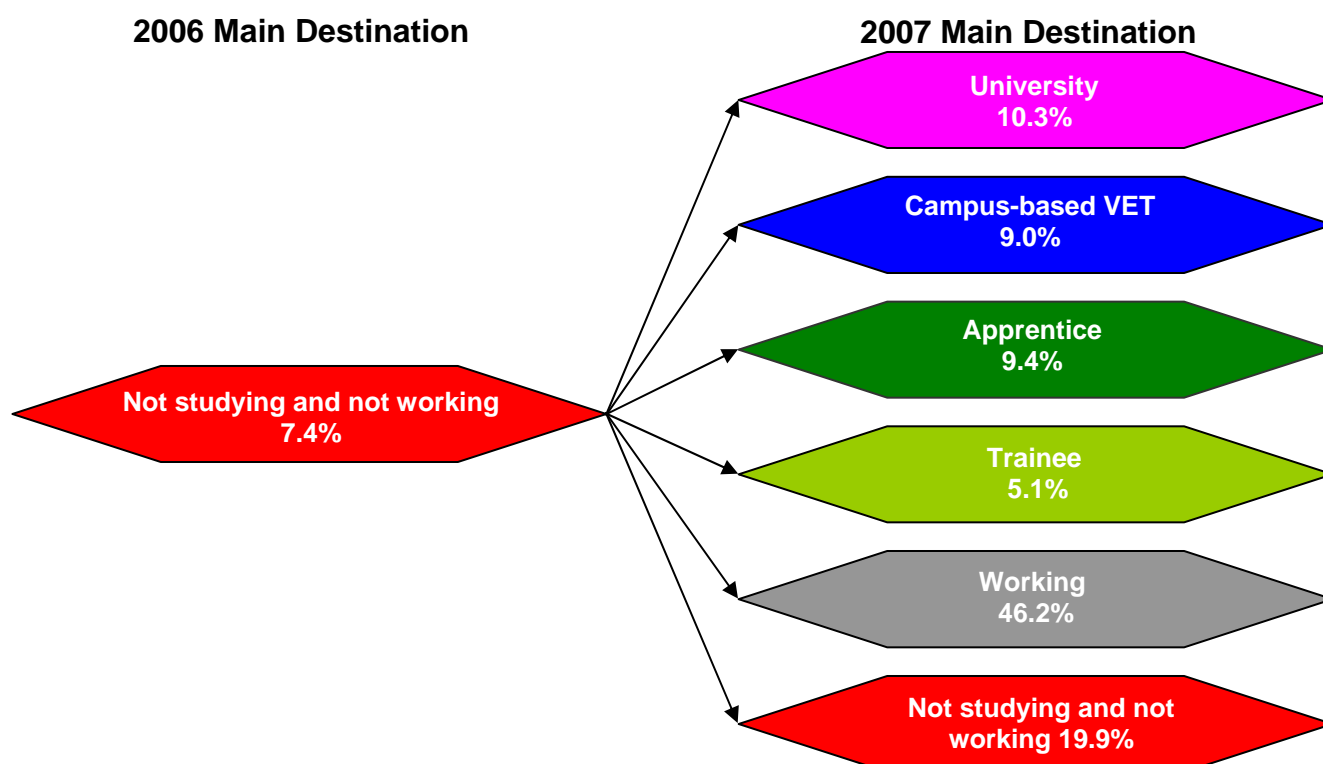 2006 Main Destination
2007 Main Destination
University
10.3%
Campus-based VET
9.0%
Apprentice
9.4%
Not studying and not working
7.4%
Trainee
5.1%
Working
46.2%
Not studying and not
working 19.9%